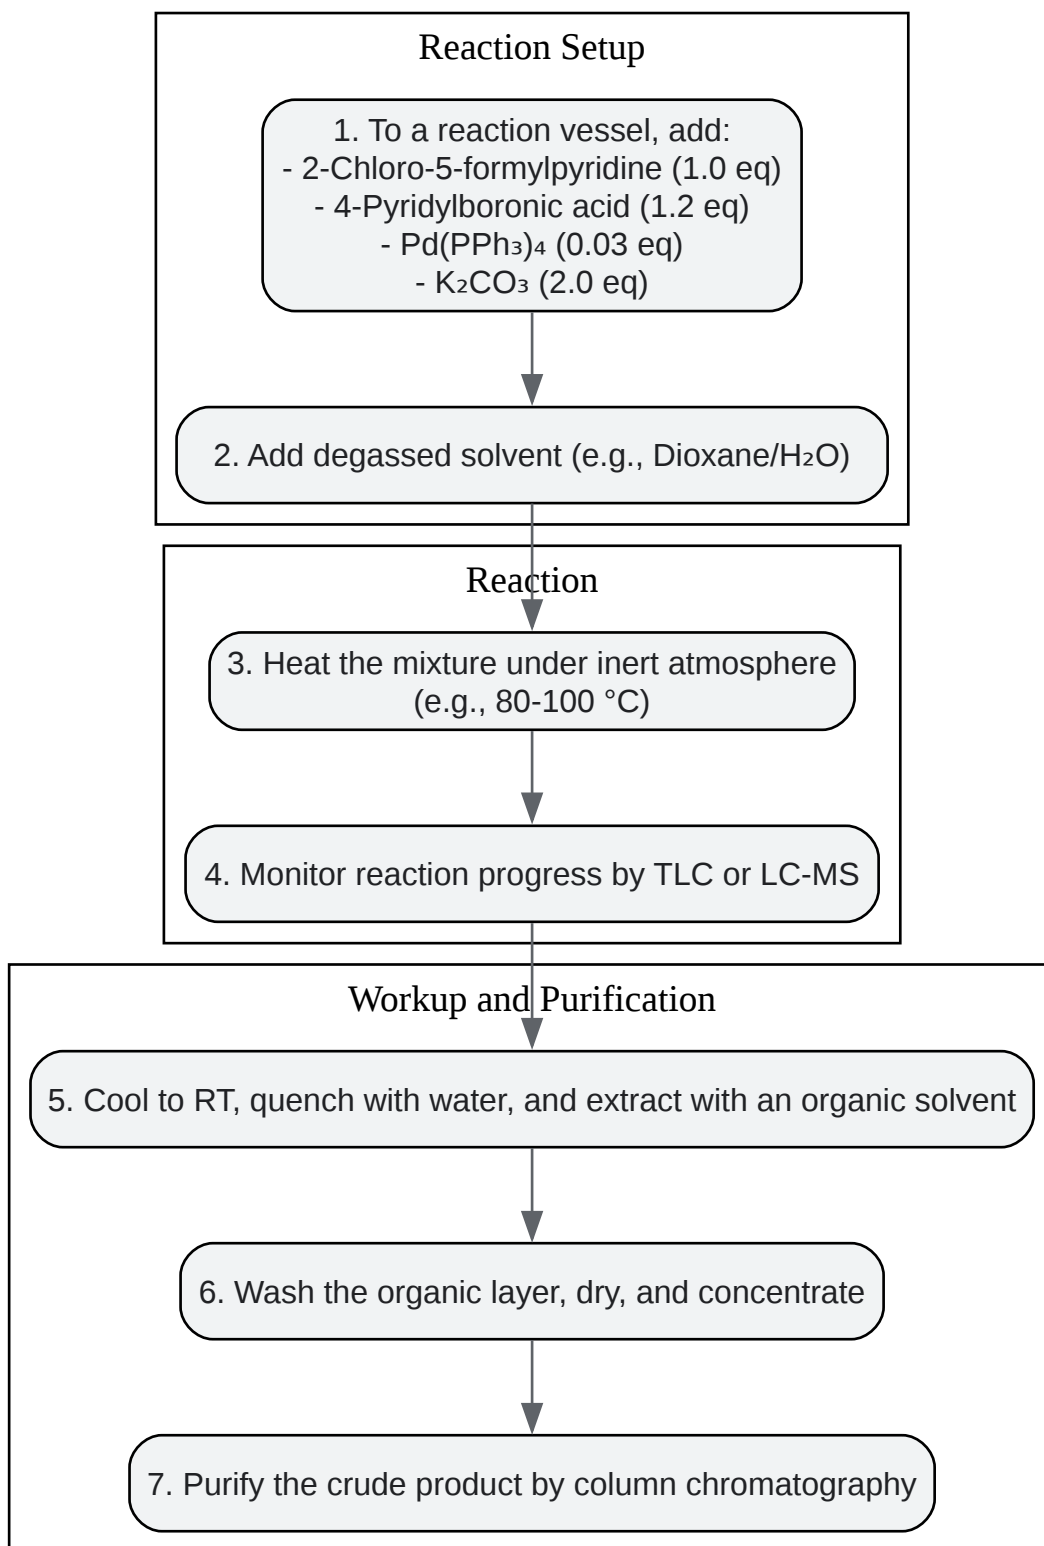 Reaction Setup
1. To a reaction vessel, add:
- 2-Chloro-5-formylpyridine (1.0 eq)
- 4-Pyridylboronic acid (1.2 eq)
- Pd(PPh₃)₄ (0.03 eq)
- K₂CO₃ (2.0 eq)
2. Add degassed solvent (e.g., Dioxane/H₂O)
Reaction
3. Heat the mixture under inert atmosphere
(e.g., 80-100 °C)
4. Monitor reaction progress by TLC or LC-MS
Workup and Purification
5. Cool to RT, quench with water, and extract with an organic solvent
6. Wash the organic layer, dry, and concentrate
7. Purify the crude product by column chromatography